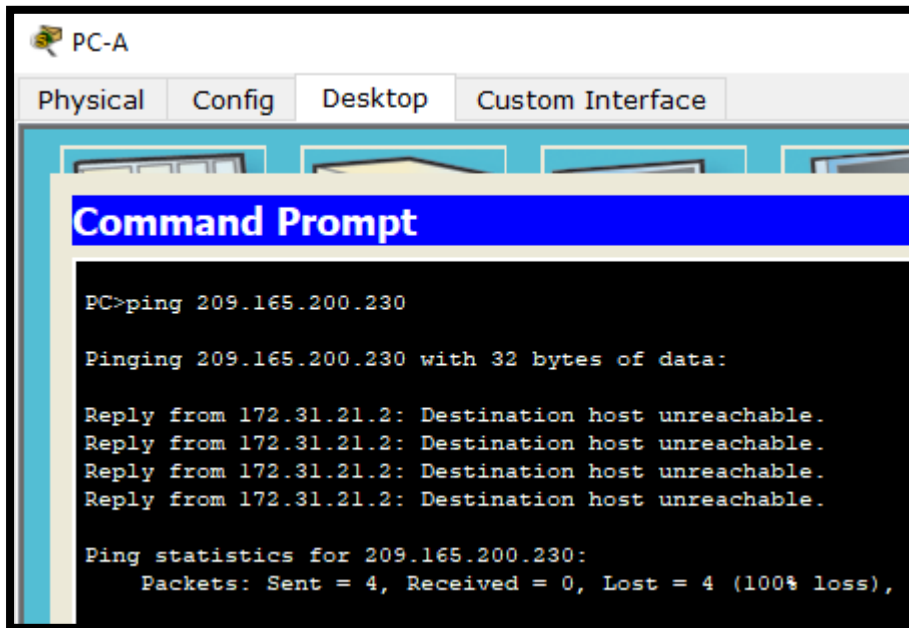 PC-A
Physical Config Desktop Custom Interface
Command Prompt
PC>ping 209.165.200.230
Pinging 209.165.200.230 with 32 bytes of data:
Reply from 172.31.21.2: Destination host unreachable.
Reply from 172.31.21.2: Destination host unreachable.
Reply from 172.31.21.2: Destination host unreachable.
Reply from 172.31.21.2: Destination host unreachable.
Ping statistics for 209.165.200.230:
Packets: Sent = 4, Received = 0, Lost = 4 (100% loss),